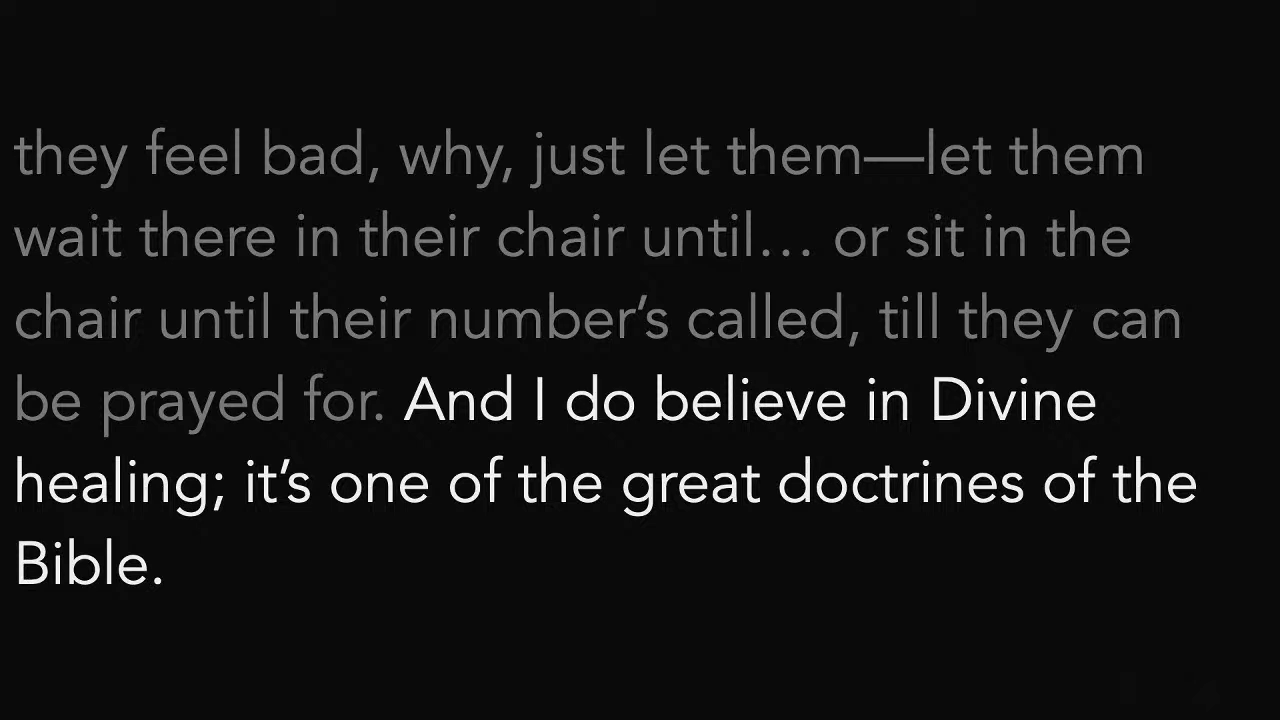 they feel bad, why, just let them—let them
wait there in their chair until… or sit in the
chair until their number’s called, till they can
be prayed for. And I do believe in Divine
healing; it’s one of the great doctrines of the
Bible.